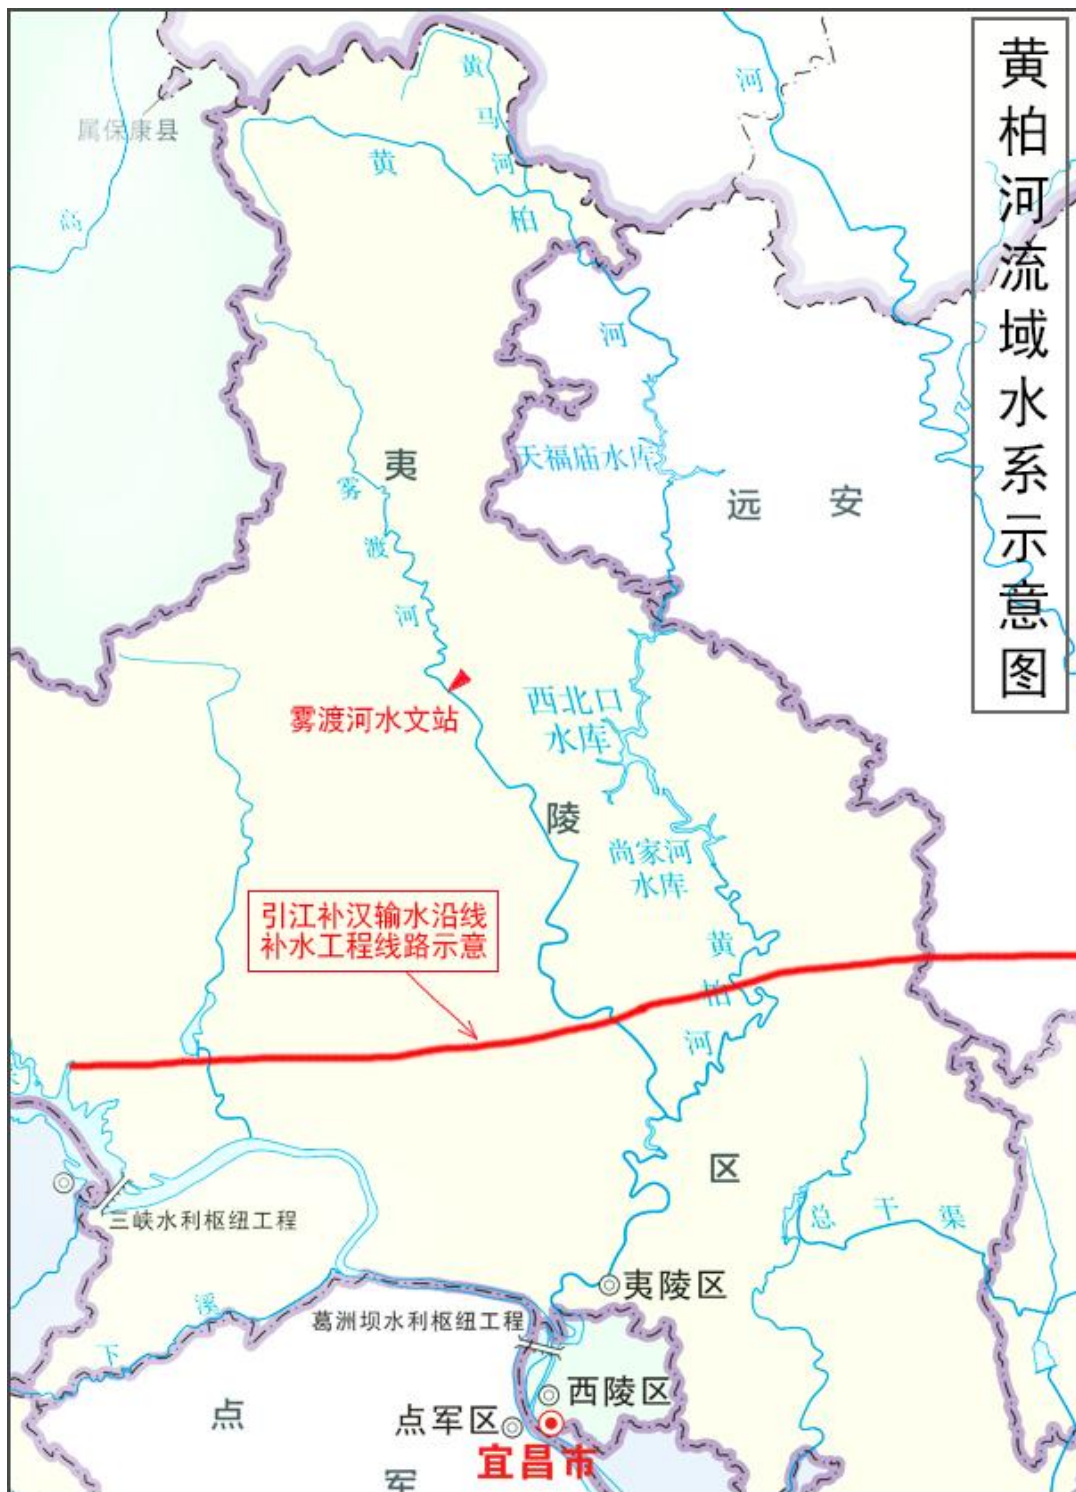 黄柏河流域水系示意图
属保康县
高
黄马河
黄柏河
河
天福庙水库
夷陵区
远安
雾渡河
雾渡河水文站
西北口
水库
尚家河
水库
引江补汉输水沿线
补水工程线路示意
黄柏河
三峡水利枢纽工程
总干渠
夷陵区
葛洲坝水利枢纽工程
下溪
西陵区
点军区
宜昌市
点军